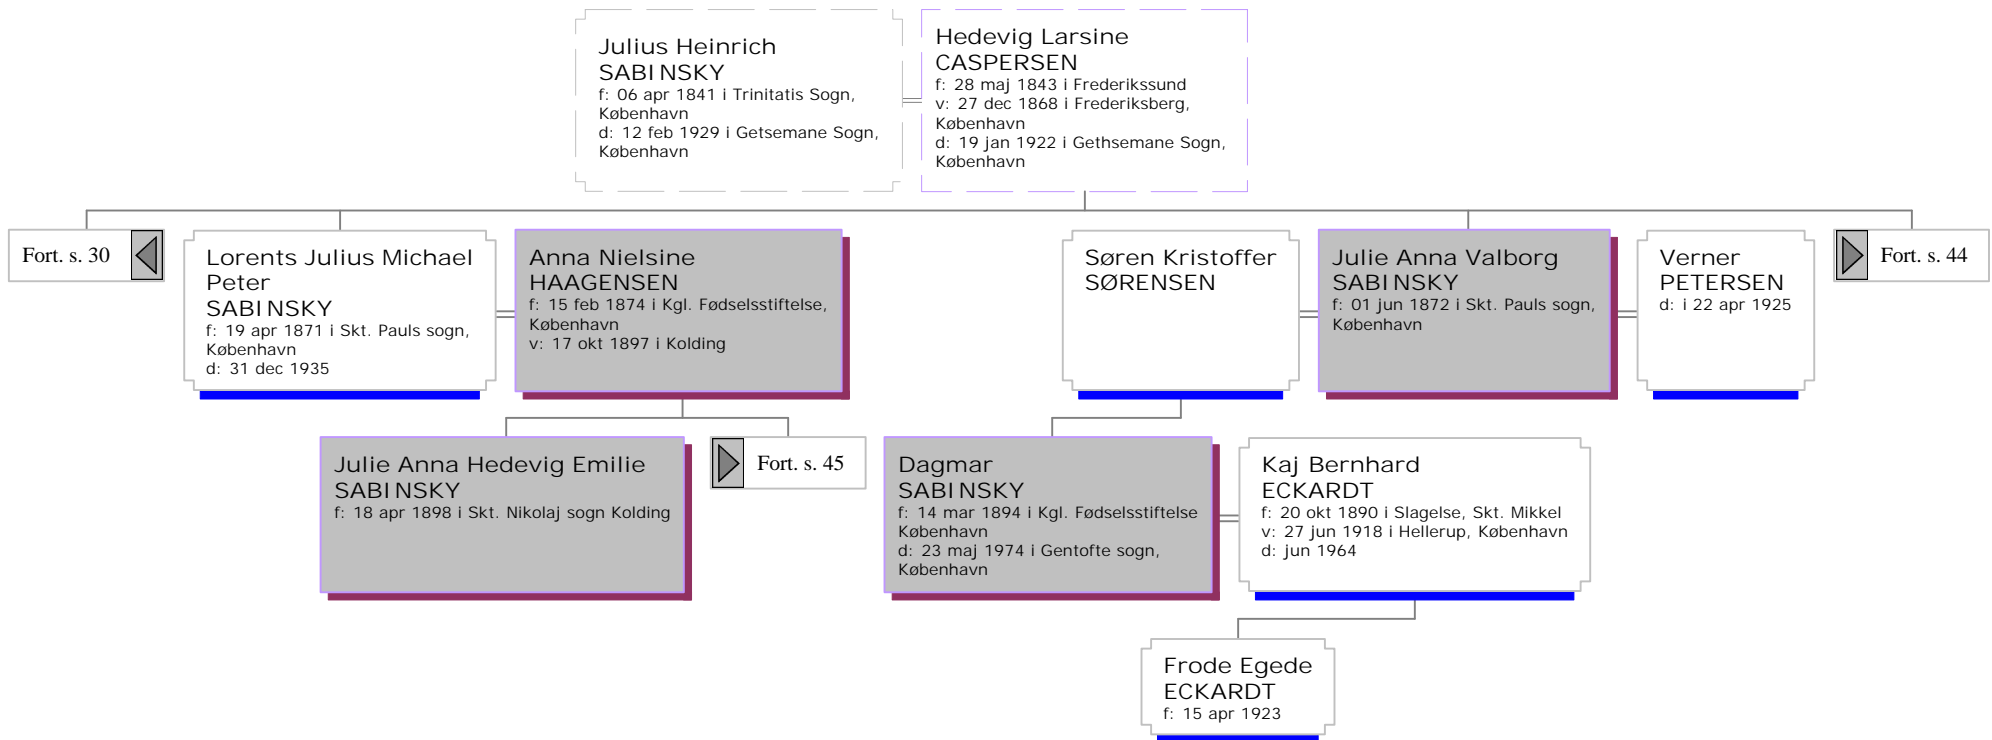 Julius Heinrich
SABINSKY
f: 06 apr 1841 i Trinitatis Sogn,
København
d: 12 feb 1929 i Getsemane Sogn,
København
Hedevig Larsine
CASPERSEN
f: 28 maj 1843 i Frederikssund
v: 27 dec 1868 i Frederiksberg,
København
d: 19 jan 1922 i Gethsemane Sogn,
København
Fort. s. 30
Lorents Julius Michael
Peter
SABINSKY
f: 19 apr 1871 i Skt. Pauls sogn,
København
d: 31 dec 1935
Anna Nielsine
HAAGENSEN
f: 15 feb 1874 i Kgl. Fødselsstiftelse,
København
v: 17 okt 1897 i Kolding
Søren Kristoffer
SØRENSEN
Julie Anna Valborg
SABINSKY
f: 01 jun 1872 i Skt. Pauls sogn,
København
Verner
PETERSEN
d: i 22 apr 1925
Fort. s. 44
Julie Anna Hedevig Emilie
SABINSKY
f: 18 apr 1898 i Skt. Nikolaj sogn Kolding
Fort. s. 45
Dagmar
SABINSKY
f: 14 mar 1894 i Kgl. Fødselsstiftelse
København
d: 23 maj 1974 i Gentofte sogn,
København
Kaj Bernhard
ECKARDT
f: 20 okt 1890 i Slagelse, Skt. Mikkel
v: 27 jun 1918 i Hellerup, København
d: jun 1964
Frode Egede
ECKARDT
f: 15 apr 1923